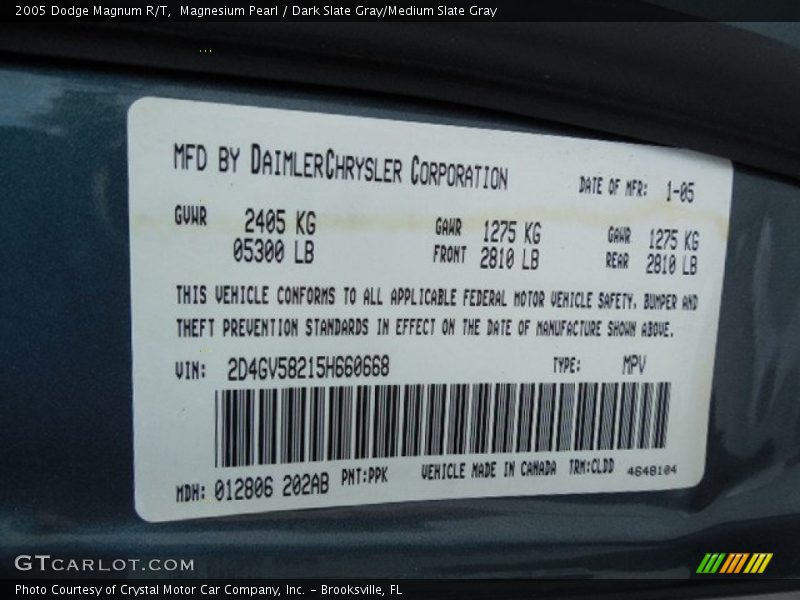 2005 Dodge Magnum R/T,  Magnesium Pearl / Dark Slate Gray/Medium Slate Gray
MFD BY DAIMLERCHRYSLER CORPORATION DATE OF MFR: 1-05
GVWR 2405 KG GAWR 1275 KG GAWR 1275 KG
05300 LB FRONT 2810 LB REAR 2810 LB
THIS VEHICLE CONFORMS TO ALL APPLICABLE FEDERAL MOTOR VEHICLE SAFETY, BUMPER AND
THEFT PREVENTION STANDARDS IN EFFECT ON THE DATE OF MANUFACTURE SHOWN ABOVE.
VIN: 2D4GV58215H660668 TYPE: MPV
MDH: 012806 202AB PNT:PPK VEHICLE MADE IN CANADA TRM:CLDD 4648104
GTCARLOT.COM
Photo Courtesy of Crystal Motor Car Company, Inc. - Brooksville, FL